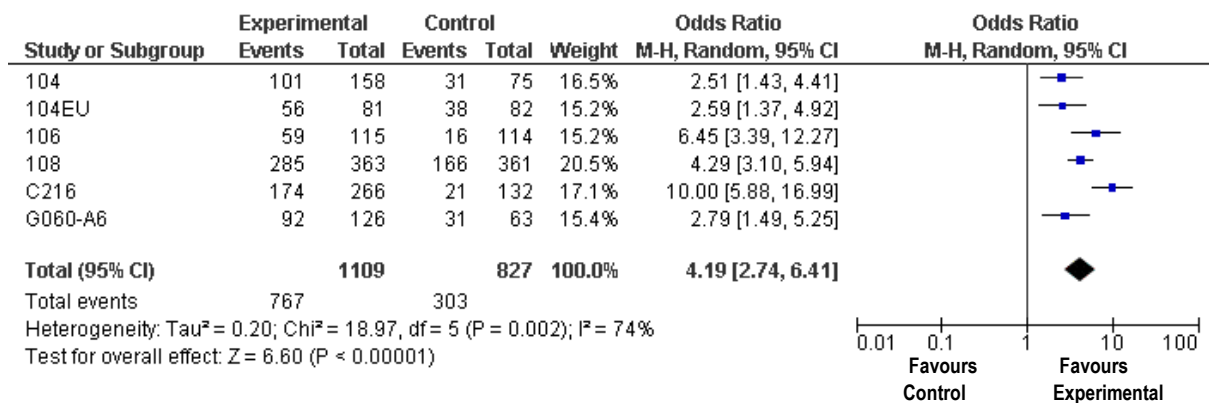 Experimental Control Odds Ratio Odds Ratio
Study or Subgroup Events Total Events Total Weight M-H, Random, 95% CI M-H, Random, 95% CI
104 101 158 31 75 16.5% 2.51 [1.43, 4.41]
104EU 56 81 38 82 15.2% 2.59 [1.37, 4.92]
106 59 115 16 114 15.2% 6.45 [3.39, 12.27]
108 285 363 166 361 20.5% 4.29 [3.10, 5.94]
C216 174 266 21 132 17.1% 10.00 [5.88, 16.99]
G060-A6 92 126 31 63 15.4% 2.79 [1.49, 5.25]
Total (95% CI) 1109 827 100.0% 4.19 [2.74, 6.41]
Total events 767 303
Heterogeneity: Tau² = 0.20; Chi² = 18.97, df = 5 (P = 0.002); I² = 74%
Test for overall effect: Z = 6.60 (P < 0.00001)
0.01 0.1 1 10 100
Favours Favours
Control Experimental